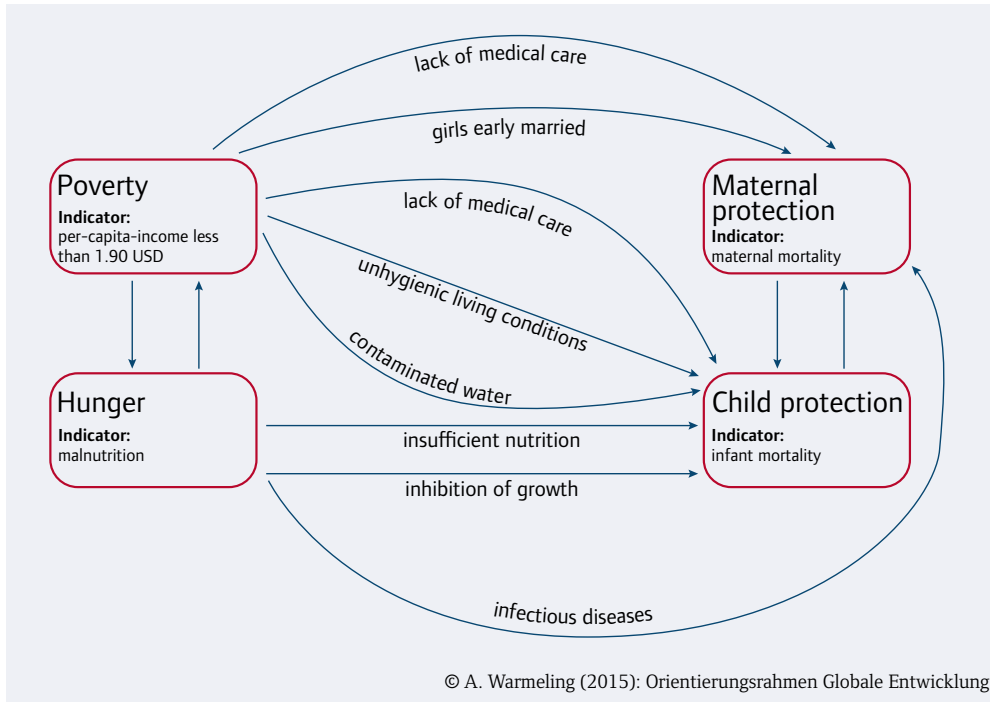 lack of medical care
girls early married
Poverty
Indicator:
per-capita-income less
than 1.90 USD
lack of medical care
unhygienic living conditions
contaminated water
Maternal
protection
Indicator:
maternal mortality
Hunger
Indicator:
malnutrition
insufficient nutrition
inhibition of growth
Child protection
Indicator:
infant mortality
infectious diseases
© A. Warmeling (2015): Orientierungsrahmen Globale Entwicklung